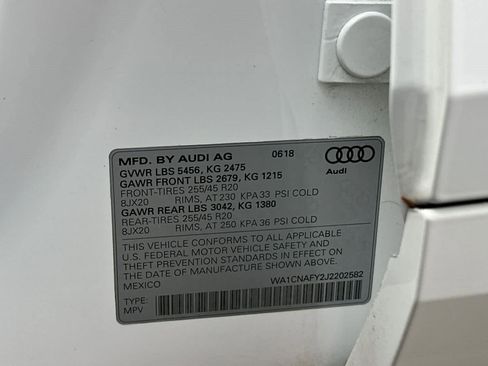 MFD. BY AUDI AG 0618
GVWR LBS 5456, KG 2475
GAWR FRONT LBS 2679, KG 1215
FRONT-TIRES 255/45 R20
8JX20 RIMS, AT 230 KPA 33 PSI COLD
GAWR REAR LBS 3042, KG 1380
REAR-TIRES 255/45 R20
8JX20 RIMS, AT 250 KPA 36 PSI COLD
Audi
THIS VEHICLE CONFORMS TO ALL APPLICABLE
U.S. FEDERAL MOTOR VEHICLE SAFETY AND
THEFT PREVENTION STANDARDS IN EFFECT ON
THE DATE OF MANUFACTURE SHOWN ABOVE.
MEXICO
WA1CNAFY2J2202582
TYPE:
MPV